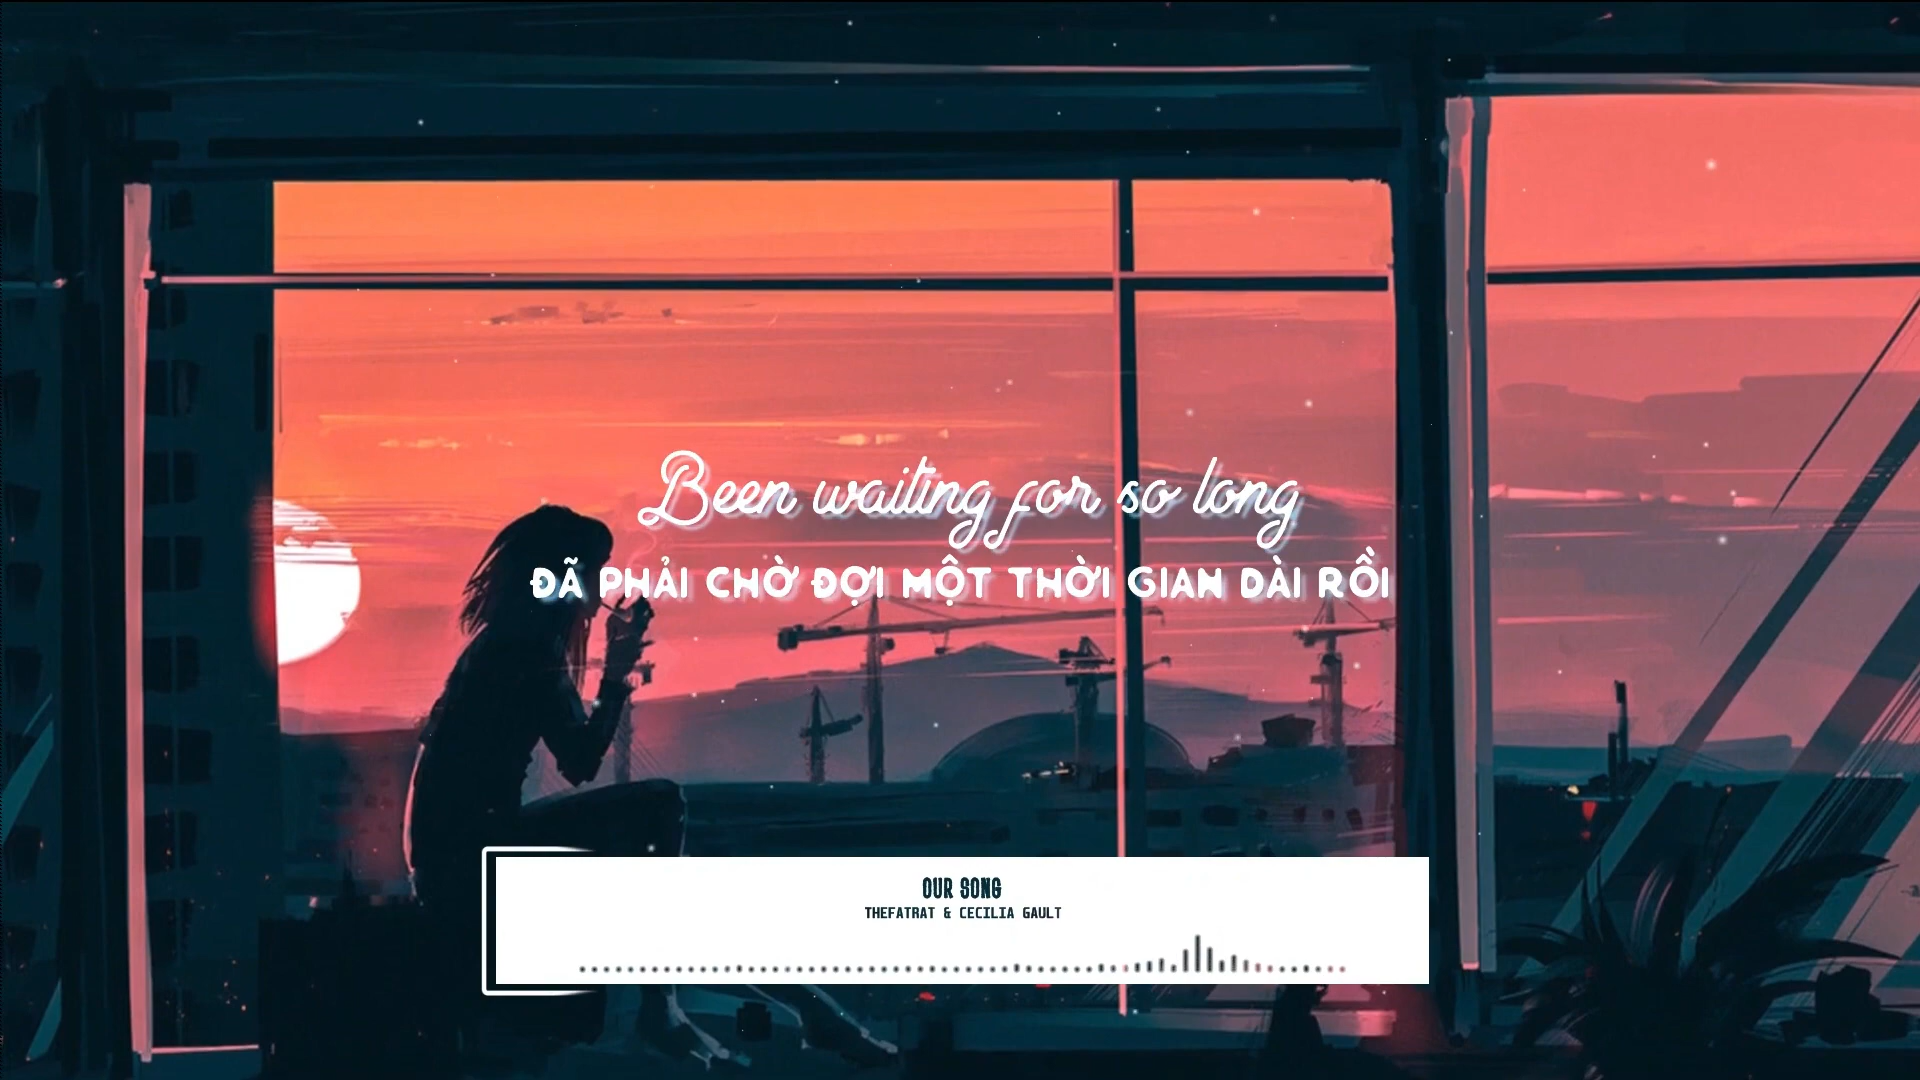 Been waiting for so long
ĐÃ PHẢI CHỜ ĐỢI MỘT THỜI GIAN DÀI RỒI
OUR SONG
THEFATRAT & CECILIA GAULT